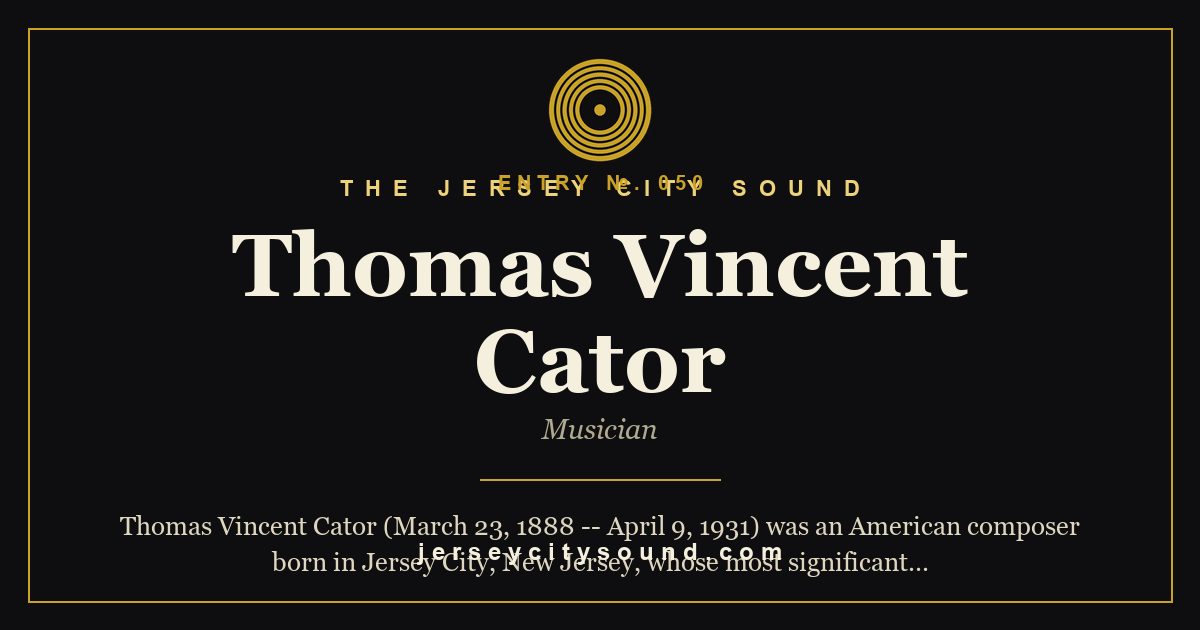 ENTRY №. 050
THE JERSEY CITY SOUND
Thomas Vincent
Cator
Musician
Thomas Vincent Cator (March 23, 1888 -- April 9, 1931) was an American composer
jerseycitysound.com
born in Jersey City, New Jersey, whose most significant...